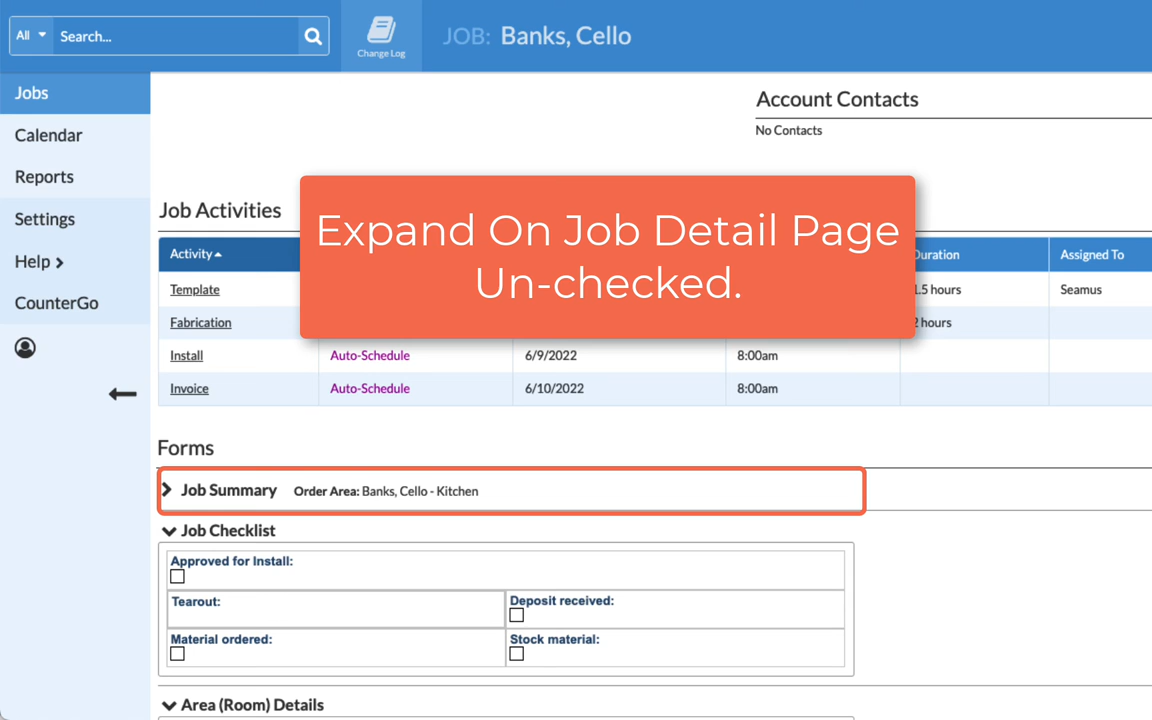 All Search...
Change Log
JOB: Banks, Cello
Jobs
Calendar
Reports
Settings
Help
CounterGo
Account Contacts
No Contacts
Job Activities
Expand On Job Detail Page
Un-checked.
Activity Duration Assigned To
Template 1.5 hours Seamus
Fabrication 2 hours
Install Auto-Schedule 6/9/2022 8:00am
Invoice Auto-Schedule 6/10/2022 8:00am
Forms
Job Summary Order Area: Banks, Cello - Kitchen
Job Checklist
Approved for Install:
Tearout: Deposit received:
Material ordered: Stock material:
Area (Room) Details